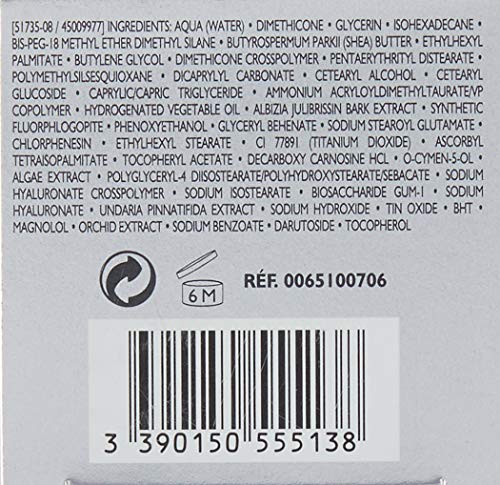 [51735-08 / 45009977] INGREDIENTS: AQUA (WATER) • DIMETHICONE • GLYCERIN • ISOHEXADECANE •
BIS-PEG-18 METHYL ETHER DIMETHYL SILANE • BUTYROSPERMUM PARKII (SHEA) BUTTER • ETHYLHEXYL
PALMITATE • BUTYLENE GLYCOL • DIMETHICONE CROSSPOLYMER • PENTAERYTHRITYL DISTEARATE •
POLYMETHYLSILSESQUIOXANE • DICAPRYLYL CARBONATE • CETEARYL ALCOHOL • CETEARYL
GLUCOSIDE • CAPRYLIC/CAPRIC TRIGLYCERIDE • AMMONIUM ACRYLOYLDIMETHYLTAURATE/VP
COPOLYMER • HYDROGENATED VEGETABLE OIL • ALBIZIA JULIBRISSIN BARK EXTRACT • SYNTHETIC
FLUORPHLOGOPITE • PHENOXYETHANOL • GLYCERYL BEHENATE • SODIUM STEAROYL GLUTAMATE •
CHLORPHENESIN • ETHYLHEXYL STEARATE • CI 77891 (TITANIUM DIOXIDE) • ASCORBYL
TETRAISOPALMITATE • TOCOPHERYL ACETATE • DECARBOXY CARNOSINE HCL • O-CYMEN-5-OL •
ALGAE EXTRACT • POLYGLYCERYL-4 DIISOSTEARATE/POLYHYDROXYSTEARATE/SEBACATE • SODIUM
HYALURONATE CROSSPOLYMER • SODIUM ISOSTEARATE • BIOSACCHARIDE GUM-1 • SODIUM
HYALURONATE • UNDARIA PINNATIFIDA EXTRACT • SODIUM HYDROXIDE • TIN OXIDE • BHT •
MAGNOLOL • ORCHID EXTRACT • SODIUM BENZOATE • DARUTOSIDE • TOCOPHEROL
6 M
RÉF. 0065100706
3 390150 555138